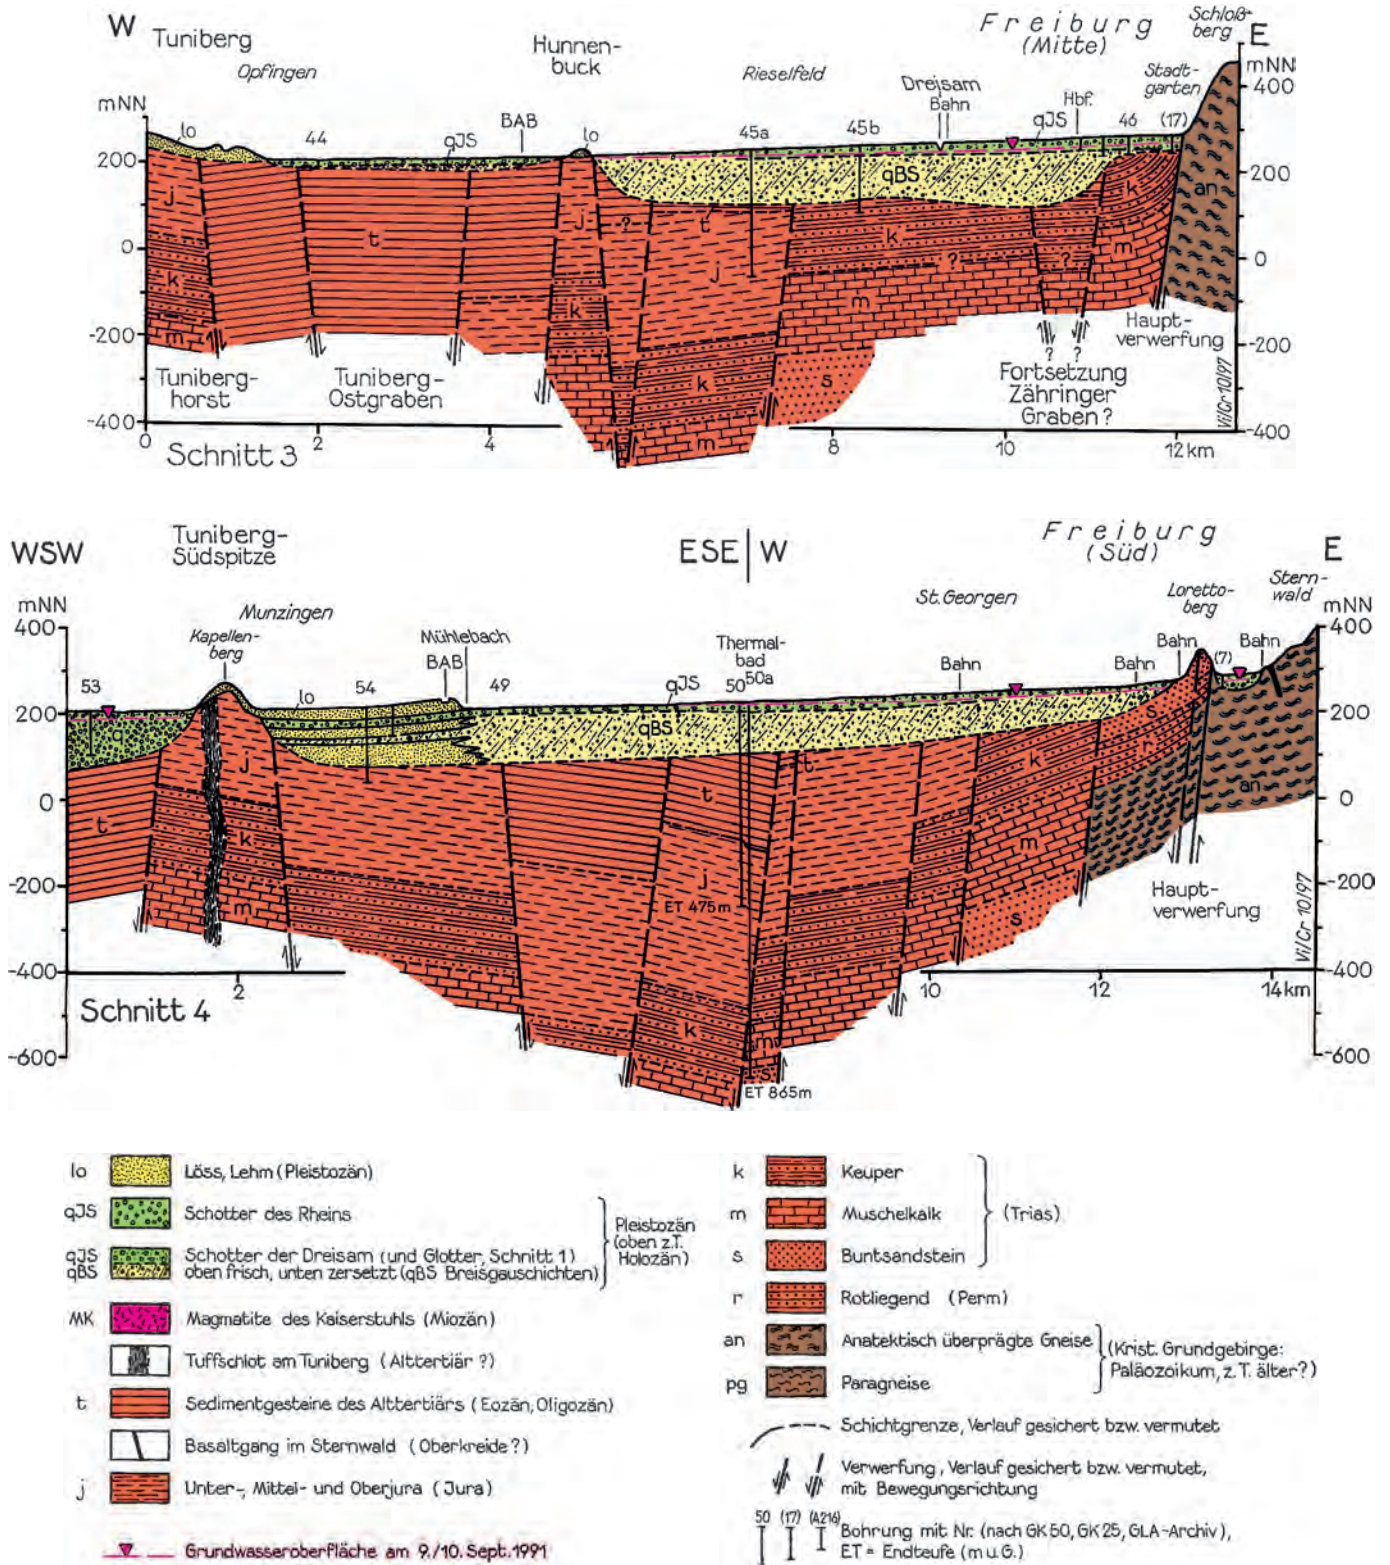 W
Tuniberg
Opfingen
Hunnen-
buck
Rieselfeld
Freiburg
(Mitte)
Schloß-
berg
E
Dreisam
Bahn
Hbf.
Stadt-
garten
mNN
mNN
lo
44
qJS
BAB
lo
45a
45b
qJS
46
(17)
400
200
0
-200
-400
400
200
0
-200
-400
j
k
m
t
j
k
?
t
j
k
m
qBS
k
?
m
s
?
k
m
an
Tuniberg-
horst
Tuniberg-
Ostgraben
? ?
Fortsetzung
Zähringer
Graben?
Haupt-
verwerfung
Vi/Cr 10/97
0 2 4 8 10 12 km
Schnitt 3
WSW
Tuniberg-
Südspitze
ESE W
Freiburg
(Süd)
E
mNN
mNN
Munzingen
Kapellen-
berg
Mühlebach
BAB
Thermal-
bad
St. Georgen
Loretto-
berg
Stern-
wald
Bahn
Bahn
Bahn
Bahn
53
lo
54
49
qJS
50
50a
(7)
400
200
0
-200
-400
-600
400
200
0
-200
-400
-600
q
t
j
k
m
qBS
t
j
k
t
m
s
k
m
s
s
r
an
ET 475m
ET 865m
Haupt-
verwerfung
Vi/Cr 10/97
2 10 12 14 km
Schnitt 4
lo Löss, Lehm (Pleistozän)
qJS Schotter des Rheins
qJS Schotter der Dreisam (und Glotter, Schnitt 1)
qBS oben frisch, unten zersetzt (qBS Breisgauschichten)
Pleistozän
(oben z.T.
Holozän)
MK Magmatite des Kaiserstuhls (Miozän)
Tuffschlot am Tuniberg (Alttertiär ?)
t Sedimentgesteine des Alttertiärs (Eozän, Oligozän)
Basaltgang im Sternwald (Oberkreide?)
j Unter-, Mittel- und Oberjura (Jura)
Grundwasseroberfläche am 9./10. Sept. 1991
k Keuper
m Muschelkalk
s Buntsandstein
(Trias)
r Rotliegend (Perm)
an Anatektisch überprägte Gneise
pg Paragneise
(Krist. Grundgebirge:
Paläozoikum, z.T. älter?)
Schichtgrenze, Verlauf gesichert bzw. vermutet
Verwerfung, Verlauf gesichert bzw. vermutet,
mit Bewegungsrichtung
50 (17) (A216)
Bohrung mit Nr. (nach GK 50, GK 25, GLA-Archiv),
ET = Endteufe (m u.G.)